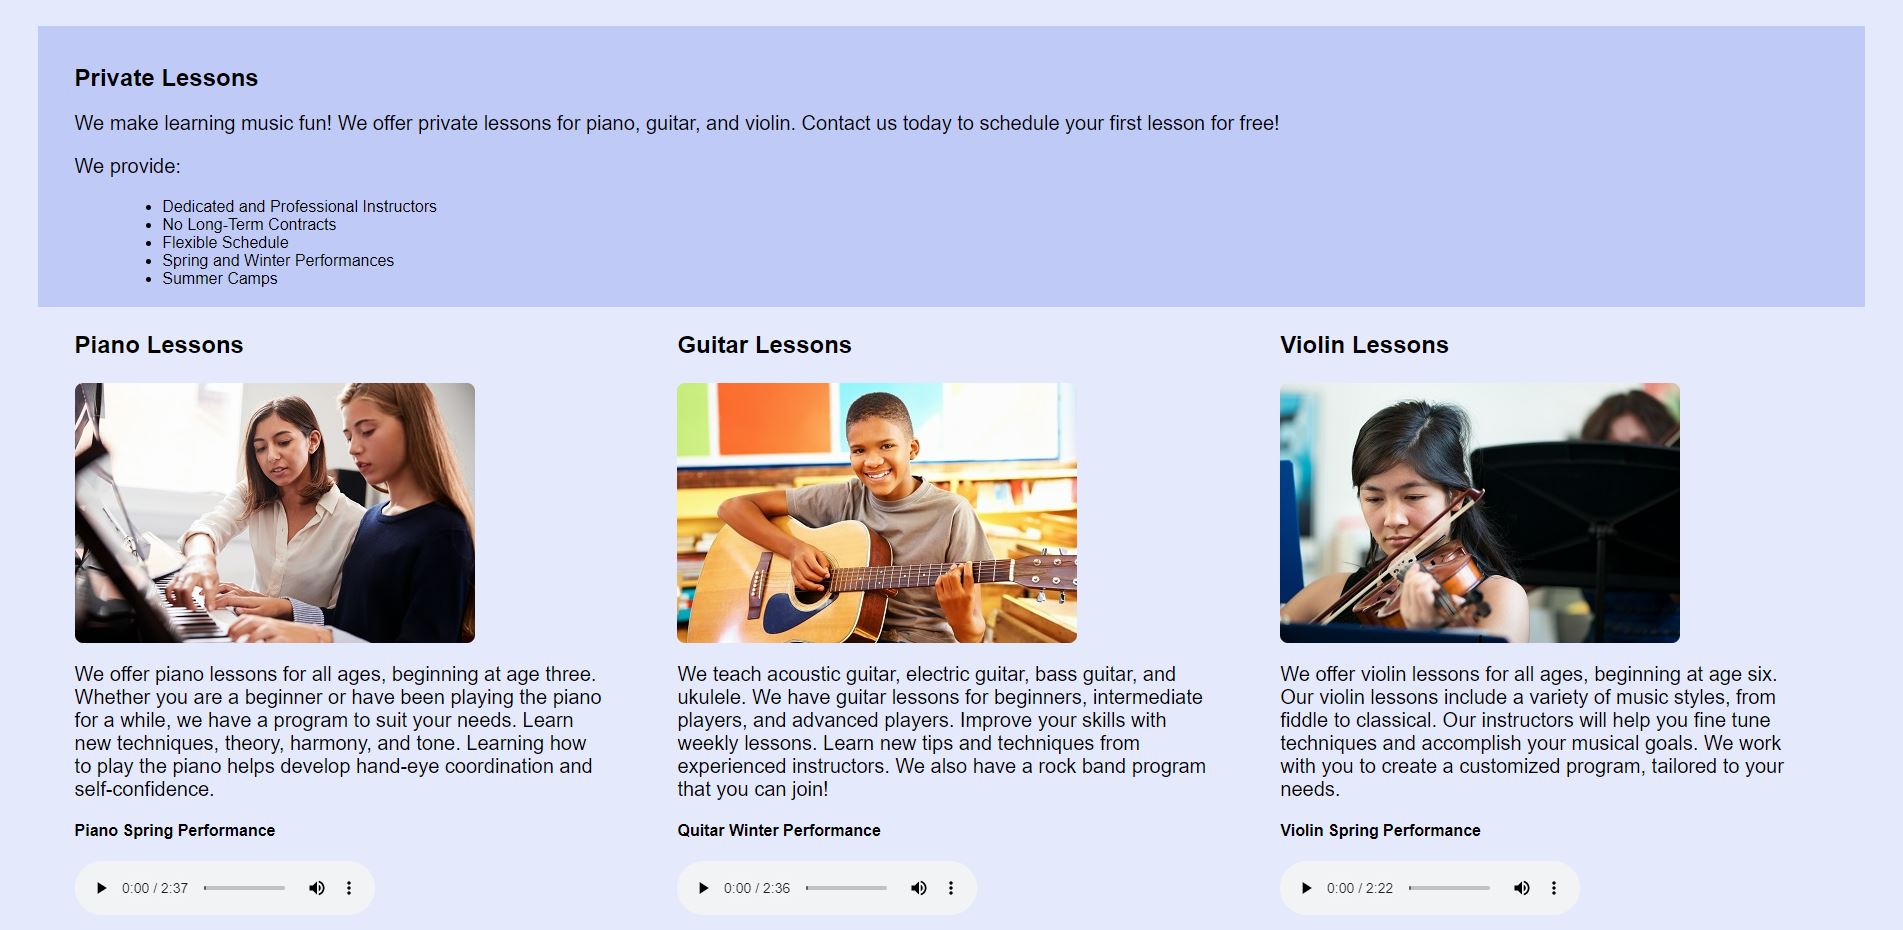 Private Lessons
We make learning music fun! We offer private lessons for piano, guitar, and violin. Contact us today to schedule your first lesson for free!
We provide:
• Dedicated and Professional Instructors
• No Long-Term Contracts
• Flexible Schedule
• Spring and Winter Performances
• Summer Camps
Piano Lessons
We offer piano lessons for all ages, beginning at age three.
Whether you are a beginner or have been playing the piano
for a while, we have a program to suit your needs. Learn
new techniques, theory, harmony, and tone. Learning how
to play the piano helps develop hand-eye coordination and
self-confidence.
Piano Spring Performance
0:00 / 2:37
Guitar Lessons
We teach acoustic guitar, electric guitar, bass guitar, and
ukulele. We have guitar lessons for beginners, intermediate
players, and advanced players. Improve your skills with
weekly lessons. Learn new tips and techniques from
experienced instructors. We also have a rock band program
that you can join!
Quitar Winter Performance
0:00 / 2:36
Violin Lessons
We offer violin lessons for all ages, beginning at age six.
Our violin lessons include a variety of music styles, from
fiddle to classical. Our instructors will help you fine tune
techniques and accomplish your musical goals. We work
with you to create a customized program, tailored to your
needs.
Violin Spring Performance
0:00 / 2:22